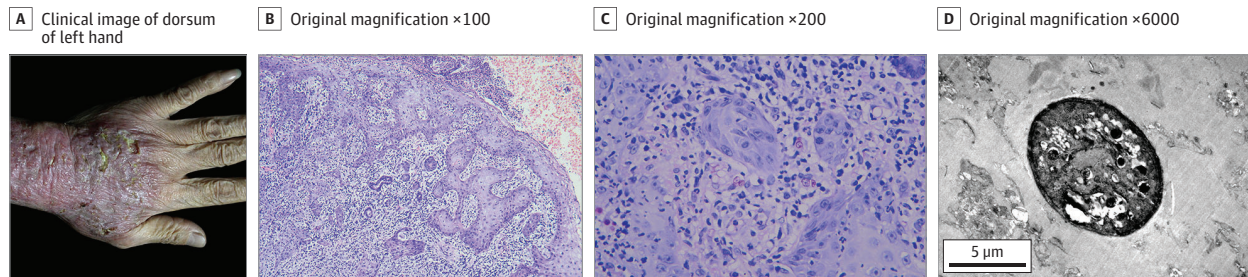 A Clinical image of dorsum
of left hand
B Original magnification ×100
C Original magnification ×200
D Original magnification ×6000
5 µm